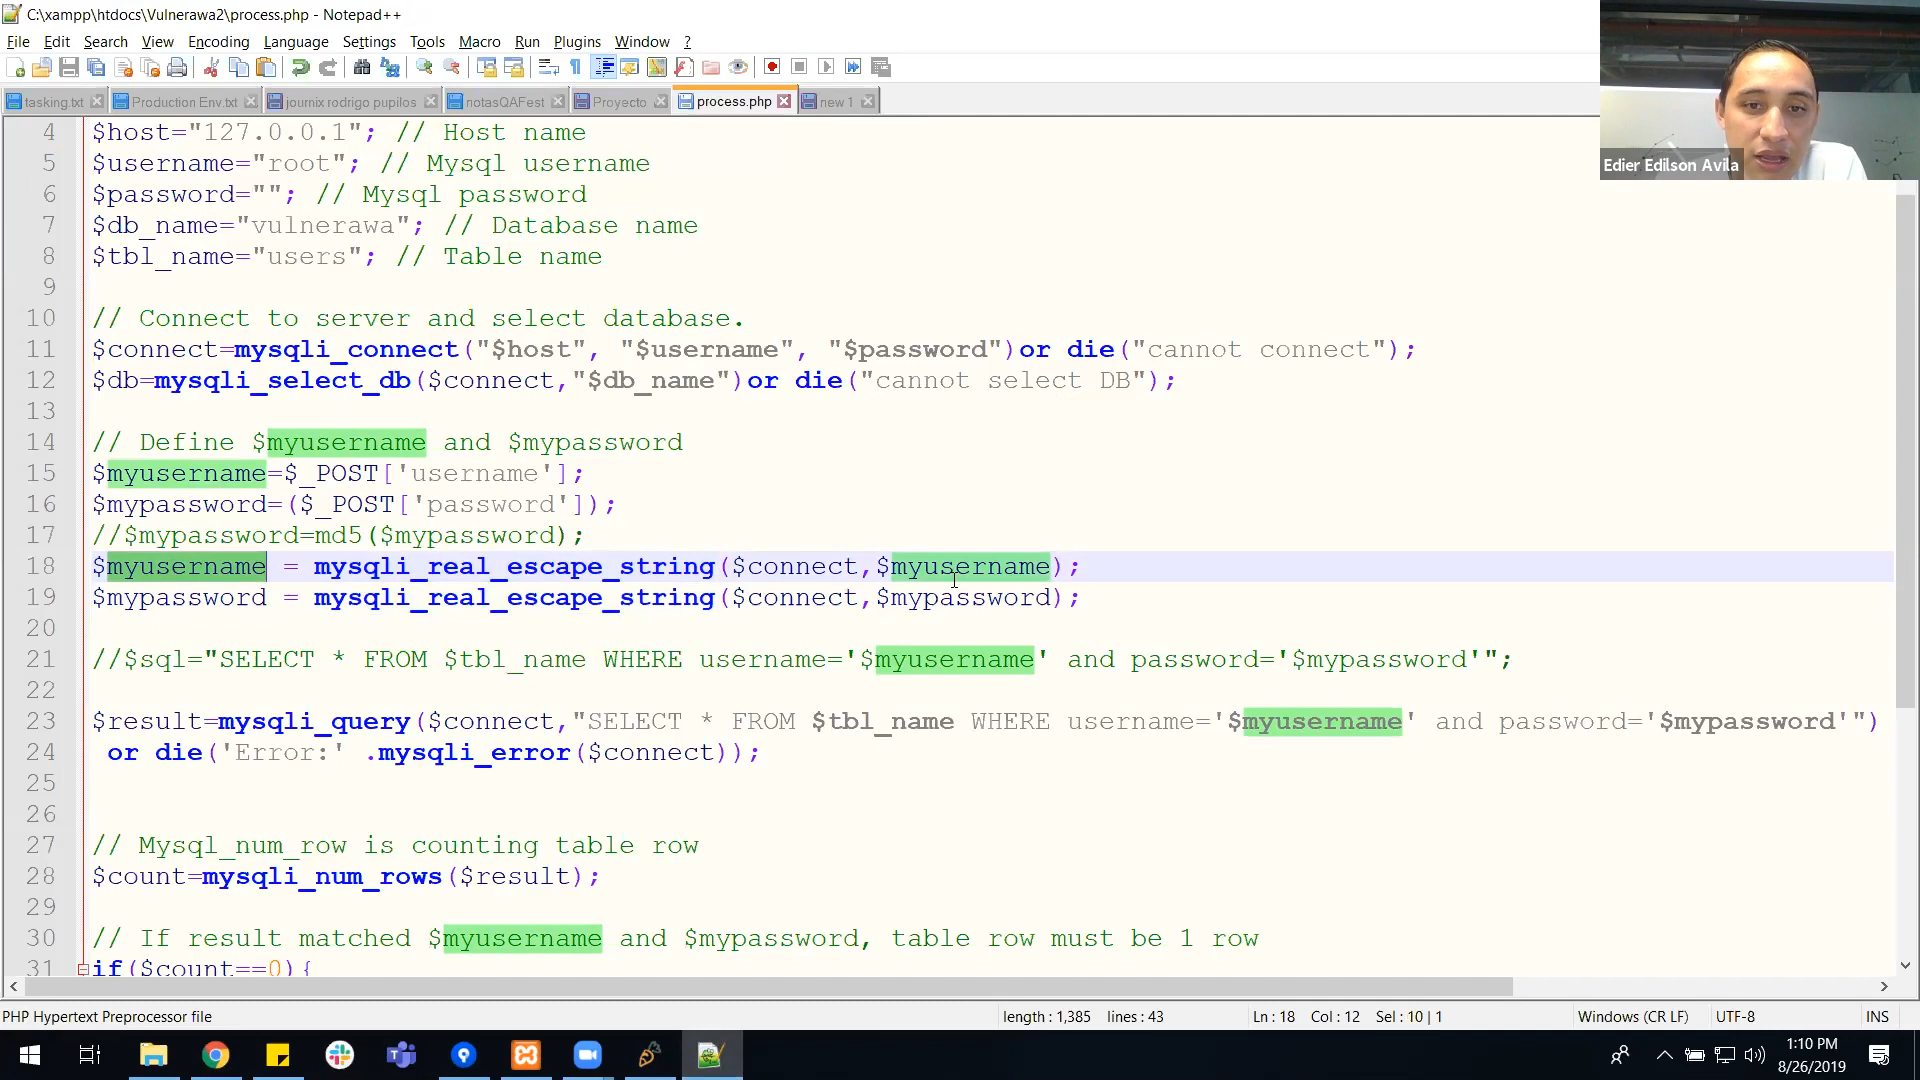 C:\xampp\htdocs\Vulnerawa2\process.php - Notepad++
File Edit Search View Encoding Language Settings Tools Macro Run Plugins Window ?
tasking.txt Production Env.txt journix rodrigo pupilos notasQAFest Proyecto process.php new 1
4 $host="127.0.0.1"; // Host name
5 $username="root"; // Mysql username
6 $password=""; // Mysql password
7 $db_name="vulnerawa"; // Database name
8 $tbl_name="users"; // Table name
9
10 // Connect to server and select database.
11 $connect=mysqli_connect("$host", "$username", "$password")or die("cannot connect");
12 $db=mysqli_select_db($connect,"$db_name")or die("cannot select DB");
13
14 // Define $myusername and $mypassword
15 $myusername=$_POST['username'];
16 $mypassword=($_POST['password']);
17 //$mypassword=md5($mypassword);
18 $myusername = mysqli_real_escape_string($connect,$myusername);
19 $mypassword = mysqli_real_escape_string($connect,$mypassword);
20
21 //$sql="SELECT * FROM $tbl_name WHERE username='$myusername' and password='$mypassword'";
22
23 $result=mysqli_query($connect,"SELECT * FROM $tbl_name WHERE username='$myusername' and password='$mypassword'")
24 or die('Error:' .mysqli_error($connect));
25
26
27 // Mysql_num_row is counting table row
28 $count=mysqli_num_rows($result);
29
30 // If result matched $myusername and $mypassword, table row must be 1 row
31 if($count==0){
Edier Edilson Avila
PHP Hypertext Preprocessor file length : 1,385 lines : 43 Ln : 18 Col : 12 Sel : 10 | 1 Windows (CR LF) UTF-8 INS
1:10 PM
8/26/2019